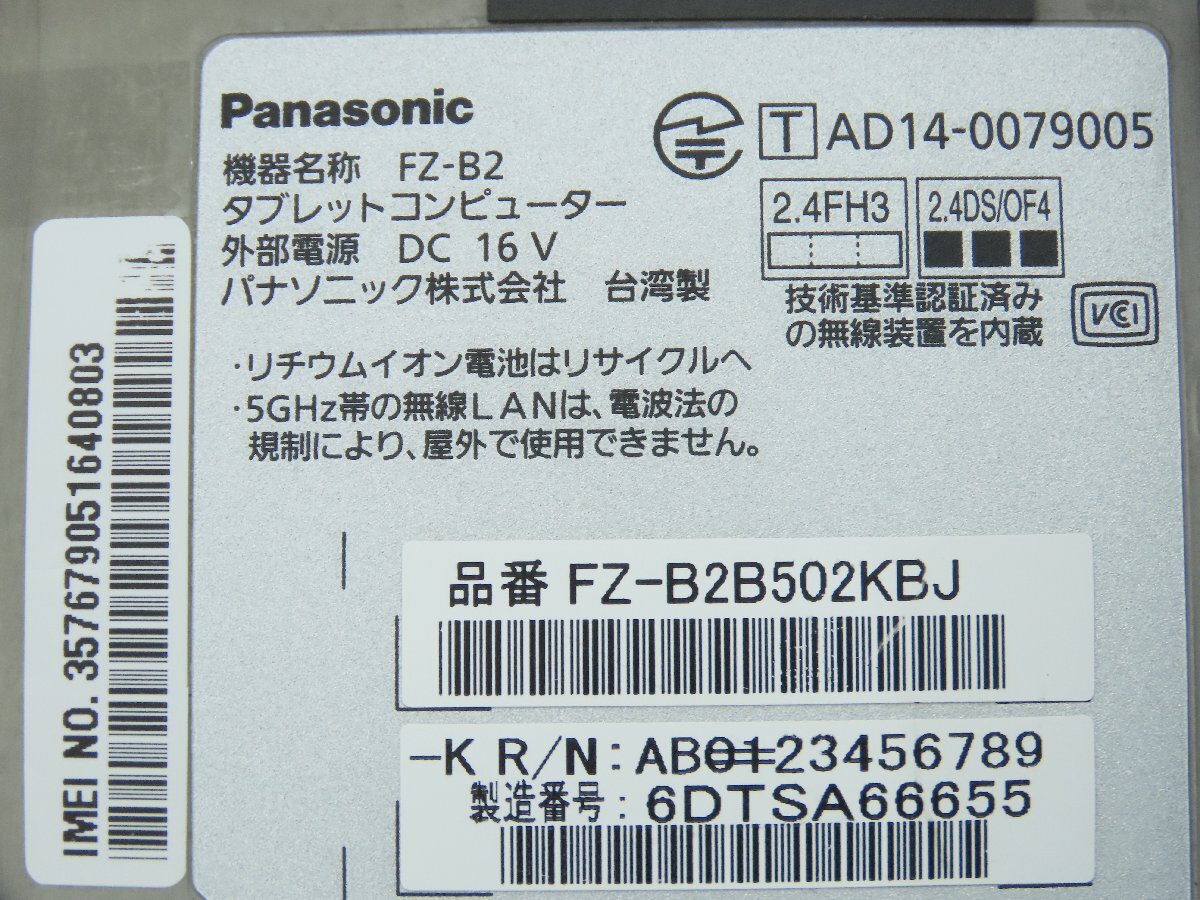 Panasonic
機器名称 FZ-B2
タブレットコンピューター
外部電源 DC 16V
パナソニック株式会社 台湾製
T AD14-0079005
2.4FH3 2.4DS/OF4
技術基準認証済み
の無線装置を内蔵
VCI
・リチウムイオン電池はリサイクルへ
・5GHz帯の無線LANは、電波法の
規制により、屋外で使用できません。
IMEI NO. 357679051640803
品番 FZ-B2B502KBJ
-K R/N: AB0123456789
製造番号: 6DTSA66655